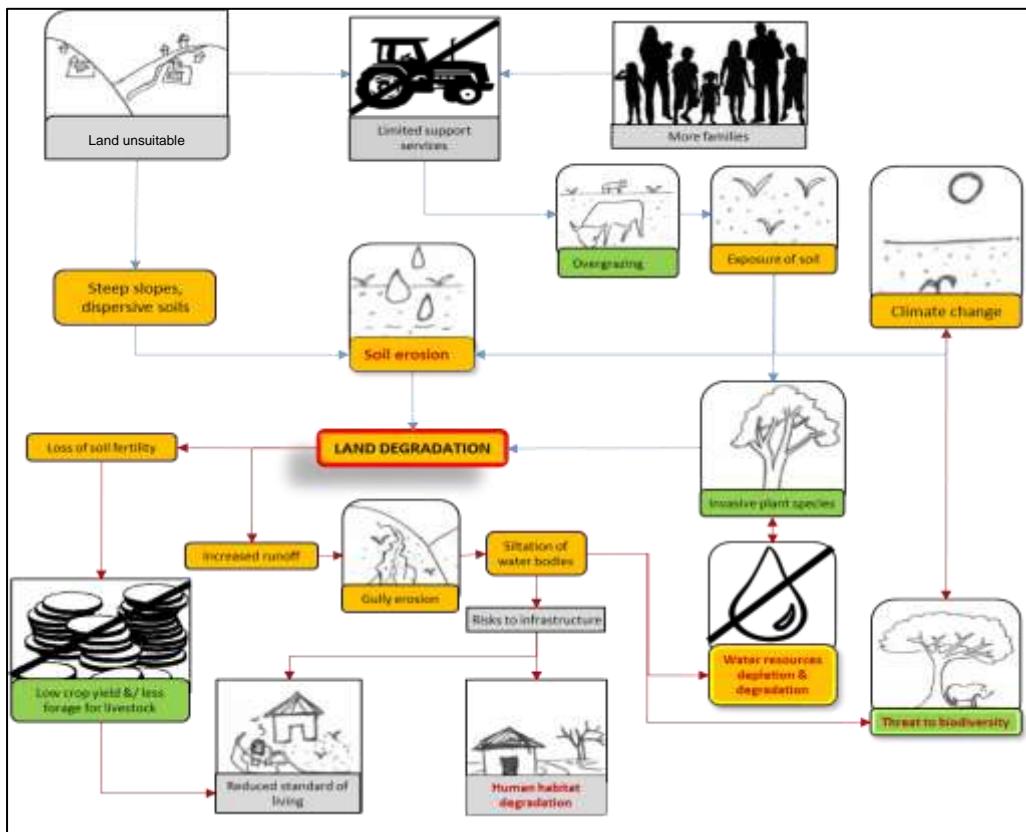 Land unsuitable
Limited support
services
More families
Overgrazing
Exposure of soil
Steep slopes,
dispersive soils
Climate change
Soil erosion
Loss of soil fertility
LAND DEGRADATION
Invasive plant species
Increased runoff
Siltation of
water bodies
Gully erosion
Risks to infrastructure
Water resources
depletion &
degradation
Low crop yield &/ less
forage for livestock
Threat to biodiversity
Reduced standard of
living
Human habitat
degradation